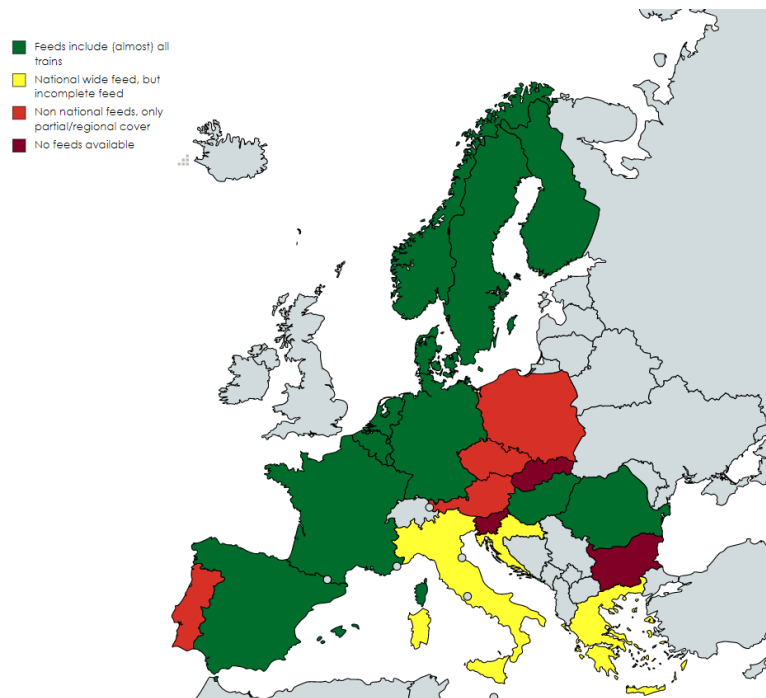 Feeds include (almost) all
trains
National wide feed, but
incomplete feed
Non national feeds, only
partial/regional cover
No feeds available